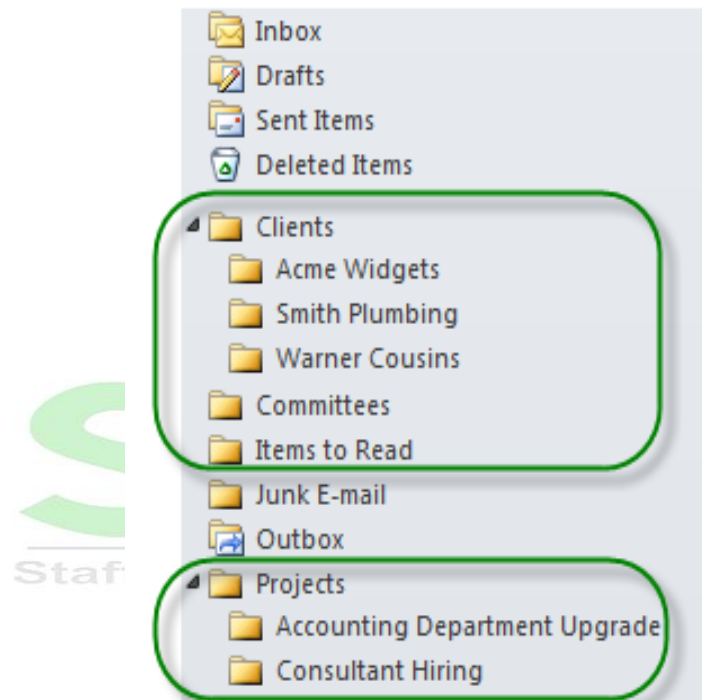 Inbox
Drafts
Sent Items
Deleted Items
Clients
Acme Widgets
Smith Plumbing
Warner Cousins
Committees
Items to Read
Junk E-mail
Outbox
Projects
Accounting Department Upgrade
Consultant Hiring